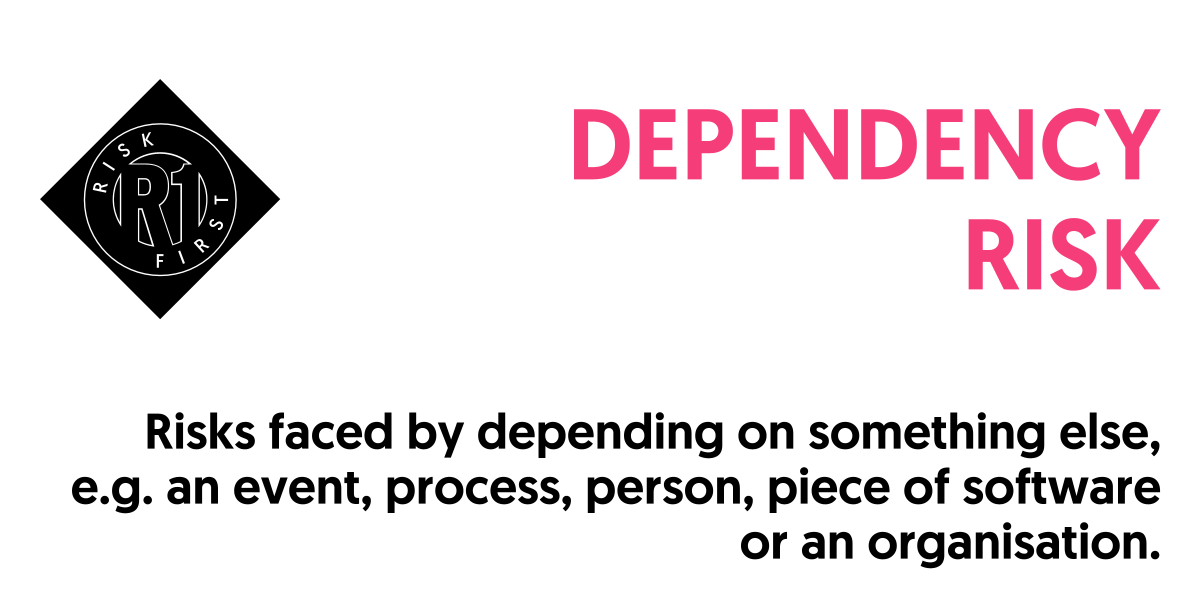 RISK
R1
FIRST
DEPENDENCY
RISK
Risks faced by depending on something else,
e.g. an event, process, person, piece of software
or an organisation.